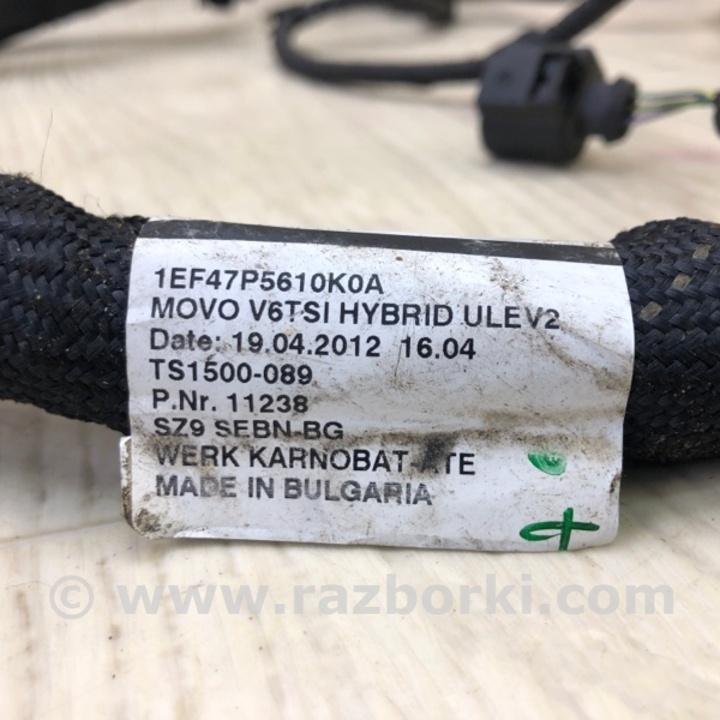 1EF47P5610K0A
MOVO V6TSI HYBRID ULEV2
Date: 19.04.2012 16.04
TS1500-089
P.Nr. 11238
SZ9 SEBN-BG
WERK KARNOBAT-ATE
MADE IN BULGARIA
© www.razborki.com